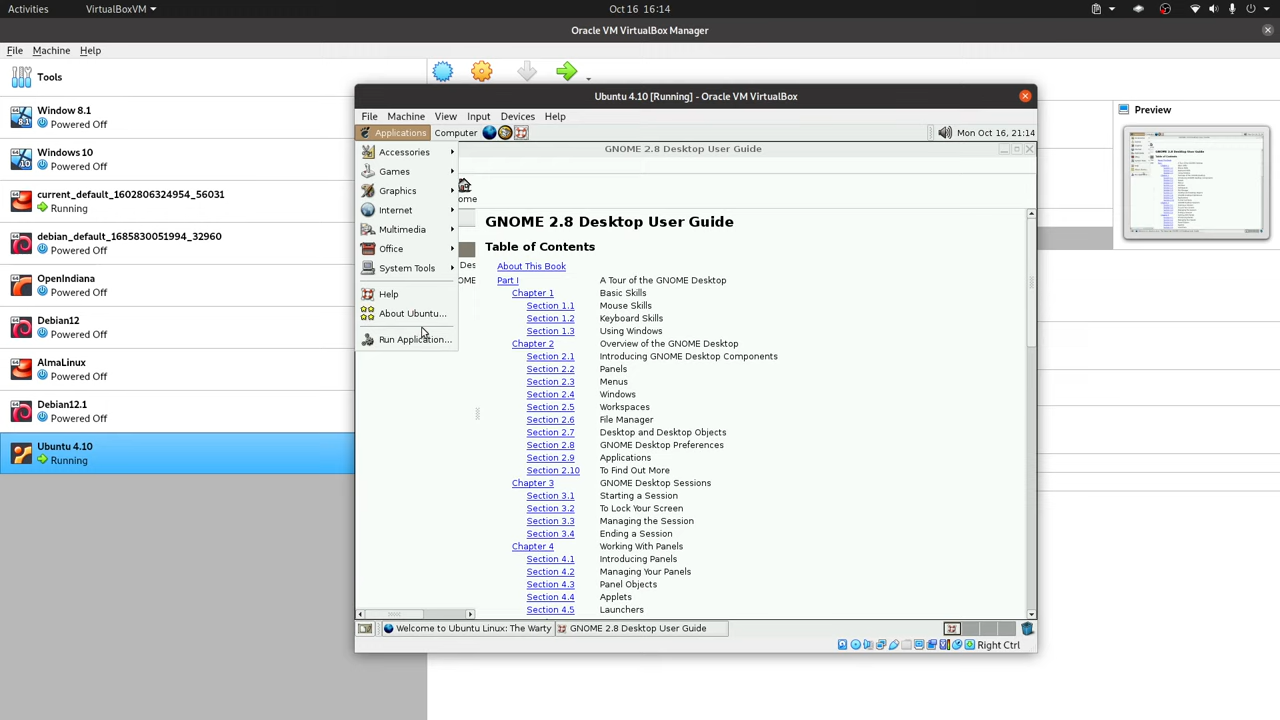 Activities VirtualBoxVM Oct 16 16:14
Oracle VM VirtualBox Manager
File Machine Help
Tools
Window 8.1
Powered Off
Windows 10
Powered Off
current_default_1602806324954_56031
Running
debian_default_1685830051994_32960
Powered Off
OpenIndiana
Powered Off
Debian12
Powered Off
AlmaLinux
Powered Off
Debian12.1
Powered Off
Ubuntu 4.10
Running
Preview
Ubuntu 4.10 [Running] - Oracle VM VirtualBox
File Machine View Input Devices Help
Applications Computer Mon Oct 16, 21:14
Accessories
Games
Graphics
Internet
Multimedia
Office
System Tools
Help
About Ubuntu...
Run Application...
GNOME 2.8 Desktop User Guide
GNOME 2.8 Desktop User Guide
Table of Contents
About This Book
Part I A Tour of the GNOME Desktop
Chapter 1 Basic Skills
Section 1.1 Mouse Skills
Section 1.2 Keyboard Skills
Section 1.3 Using Windows
Chapter 2 Overview of the GNOME Desktop
Section 2.1 Introducing GNOME Desktop Components
Section 2.2 Panels
Section 2.3 Menus
Section 2.4 Windows
Section 2.5 Workspaces
Section 2.6 File Manager
Section 2.7 Desktop and Desktop Objects
Section 2.8 GNOME Desktop Preferences
Section 2.9 Applications
Section 2.10 To Find Out More
Chapter 3 GNOME Desktop Sessions
Section 3.1 Starting a Session
Section 3.2 To Lock Your Screen
Section 3.3 Managing the Session
Section 3.4 Ending a Session
Chapter 4 Working With Panels
Section 4.1 Introducing Panels
Section 4.2 Managing Your Panels
Section 4.3 Panel Objects
Section 4.4 Applets
Section 4.5 Launchers
Welcome to Ubuntu Linux: The Warty GNOME 2.8 Desktop User Guide
Right Ctrl